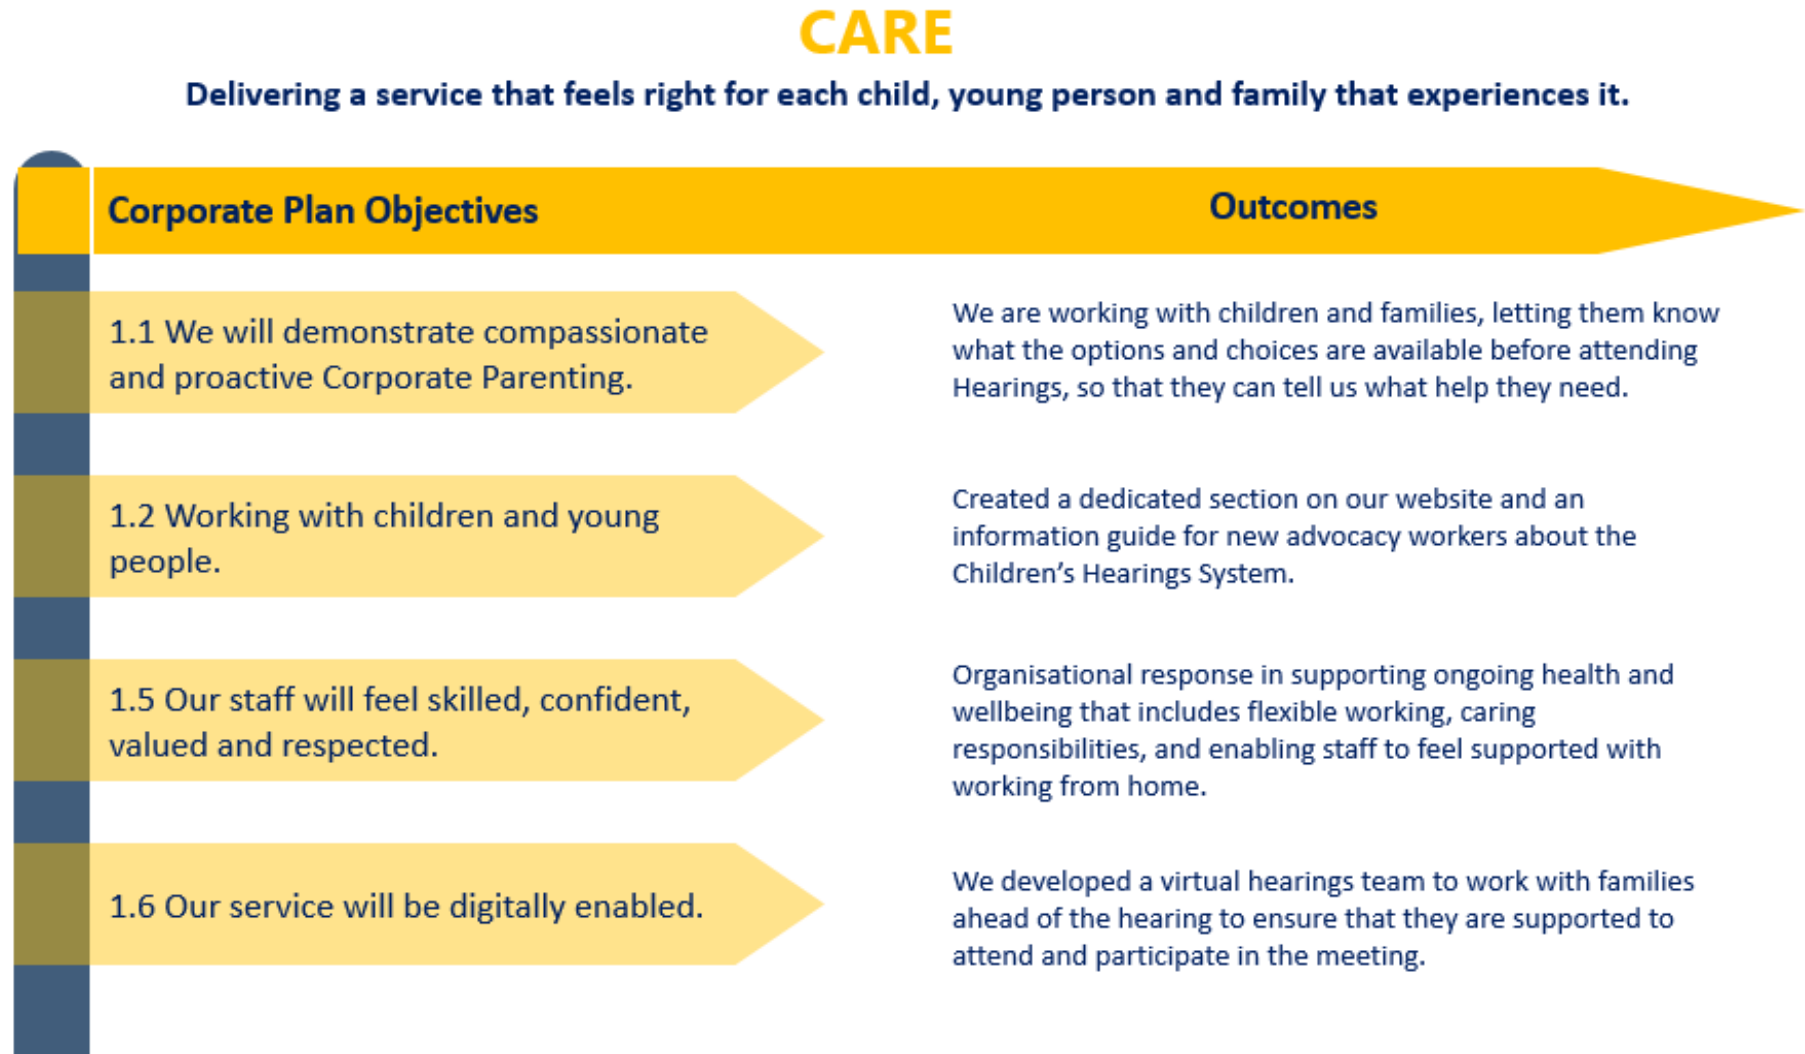 CARE
Delivering a service that feels right for each child, young person and family that experiences it.
Corporate Plan Objectives
Outcomes
1.1 We will demonstrate compassionate
and proactive Corporate Parenting.
We are working with children and families, letting them know
what the options and choices are available before attending
Hearings, so that they can tell us what help they need.
1.2 Working with children and young
people.
Created a dedicated section on our website and an
information guide for new advocacy workers about the
Children’s Hearings System.
1.5 Our staff will feel skilled, confident,
valued and respected.
Organisational response in supporting ongoing health and
wellbeing that includes flexible working, caring
responsibilities, and enabling staff to feel supported with
working from home.
1.6 Our service will be digitally enabled.
We developed a virtual hearings team to work with families
ahead of the hearing to ensure that they are supported to
attend and participate in the meeting.